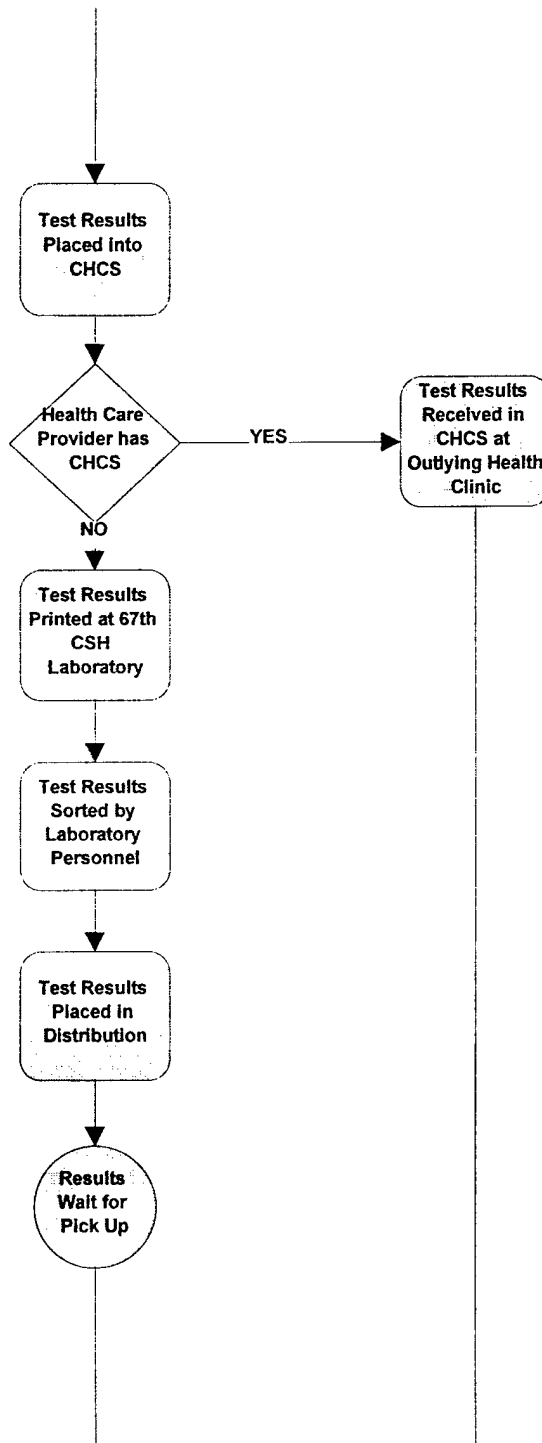 Test Results
Placed into
CHCS
Health Care
Provider has
CHCS
YES
Test Results
Received in
CHCS at
Outlying Health
Clinic
NO
Test Results
Printed at 67th
CSH
Laboratory
Test Results
Sorted by
Laboratory
Personnel
Test Results
Placed in
Distribution
Results
Wait for
Pick Up